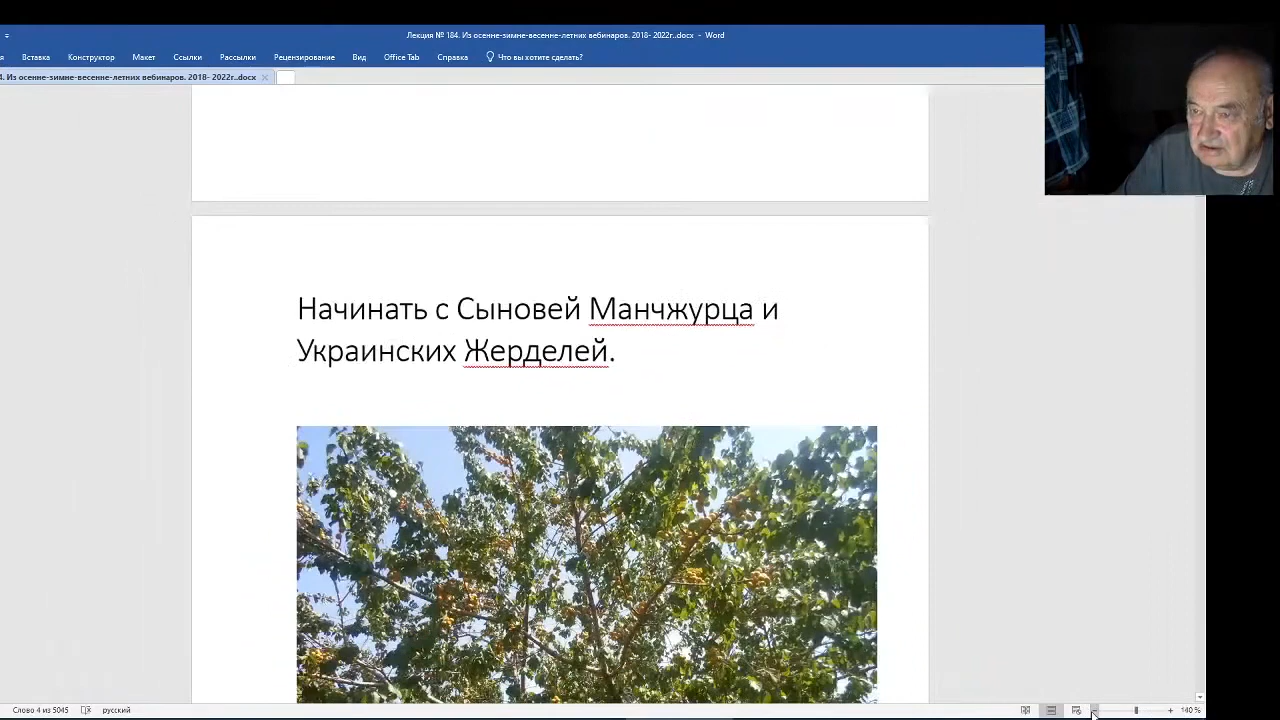 Лекция № 184. Из осенне-зимне-весенне-летних вебинаров. 2018- 2022г..docx - Word
я Вставка Конструктор Макет Ссылки Рассылки Рецензирование Вид Office Tab Справка Что вы хотите сделать?
4. Из осенне-зимне-весенне-летних вебинаров. 2018- 2022г..docx
Начинать с Сыновей Манчжурца и
Украинских Жерделей.
Слово 4 из 5045 русский 140 %